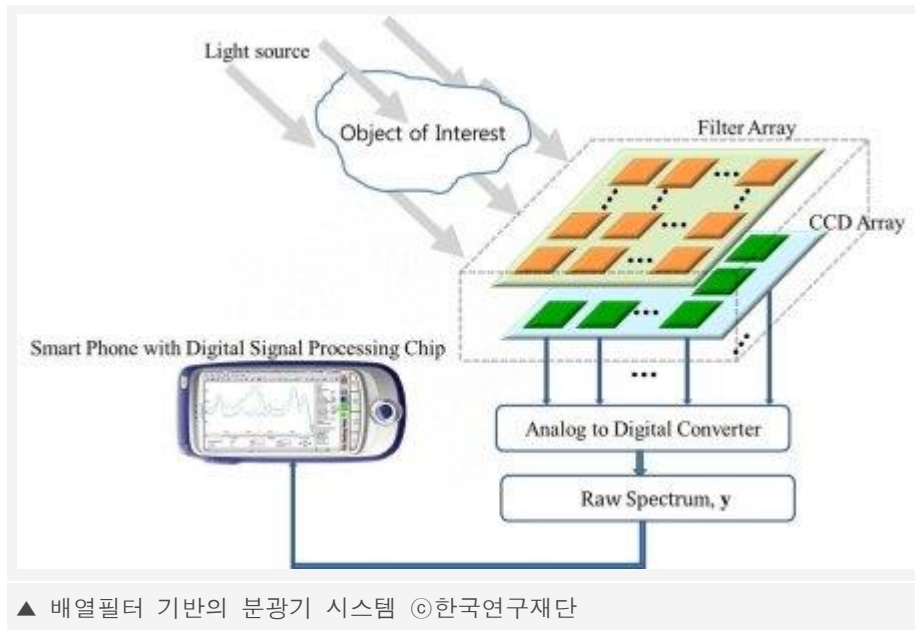 Light source
Object of Interest
Filter Array
CCD Array
Smart Phone with Digital Signal Processing Chip
Analog to Digital Converter
Raw Spectrum, y
▲ 배열필터 기반의 분광기 시스템 ⓒ한국연구재단